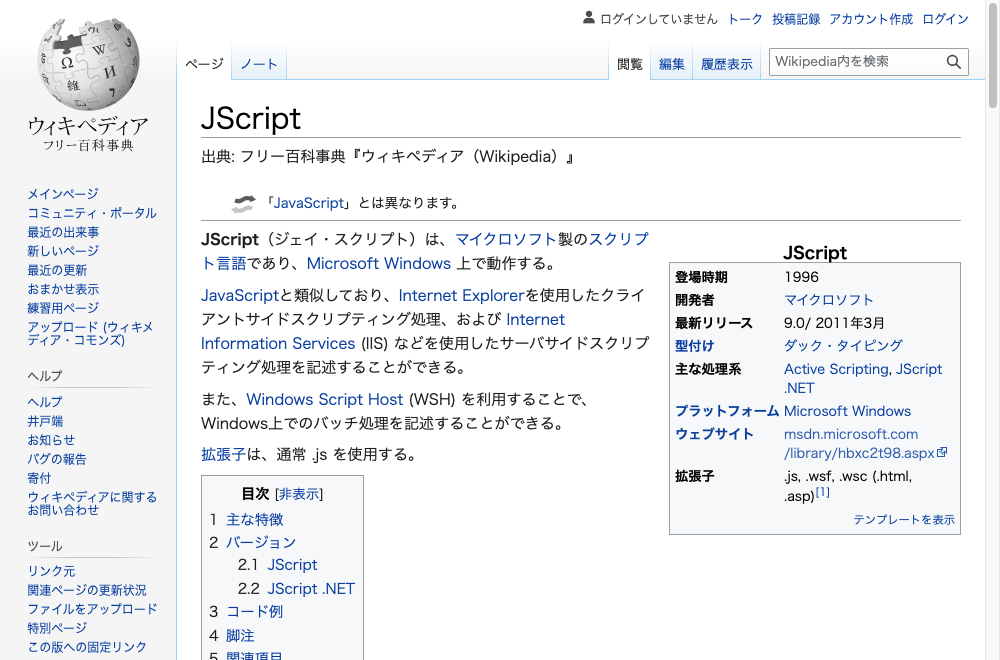 ログインしていません トーク 投稿記録 アカウント作成 ログイン
ページ ノート 閲覧 編集 履歴表示 Wikipedia内を検索
Ω W И 維
ウィキペディア
フリー百科事典
メインページ
コミュニティ・ポータル
最近の出来事
新しいページ
最近の更新
おまかせ表示
練習用ページ
アップロード (ウィキメ
ディア・コモンズ)
ヘルプ
ヘルプ
井戸端
お知らせ
バグの報告
寄付
ウィキペディアに関する
お問い合わせ
ツール
リンク元
関連ページの更新状況
ファイルをアップロード
特別ページ
この版への固定リンク
JScript
出典: フリー百科事典『ウィキペディア（Wikipedia）』
「JavaScript」とは異なります。
JScript（ジェイ・スクリプト）は、マイクロソフト製のスクリプ
ト言語であり、Microsoft Windows 上で動作する。
JavaScriptと類似しており、Internet Explorerを使用したクライ
アントサイドスクリプティング処理、および Internet
Information Services (IIS) などを使用したサーバサイドスクリプ
ティング処理を記述することができる。
また、Windows Script Host (WSH) を利用することで、
Windows上でのバッチ処理を記述することができる。
拡張子は、通常 .js を使用する。
JScript
登場時期 1996
開発者 マイクロソフト
最新リリース 9.0/ 2011年3月
型付け ダック・タイピング
主な処理系 Active Scripting, JScript
.NET
プラットフォーム Microsoft Windows
ウェブサイト msdn.microsoft.com
/library/hbxc2t98.aspx
拡張子 .js, .wsf, .wsc (.html,
.asp)[1]
テンプレートを表示
目次 [非表示]
1 主な特徴
2 バージョン
2.1 JScript
2.2 JScript .NET
3 コード例
4 脚注
5 関連項目